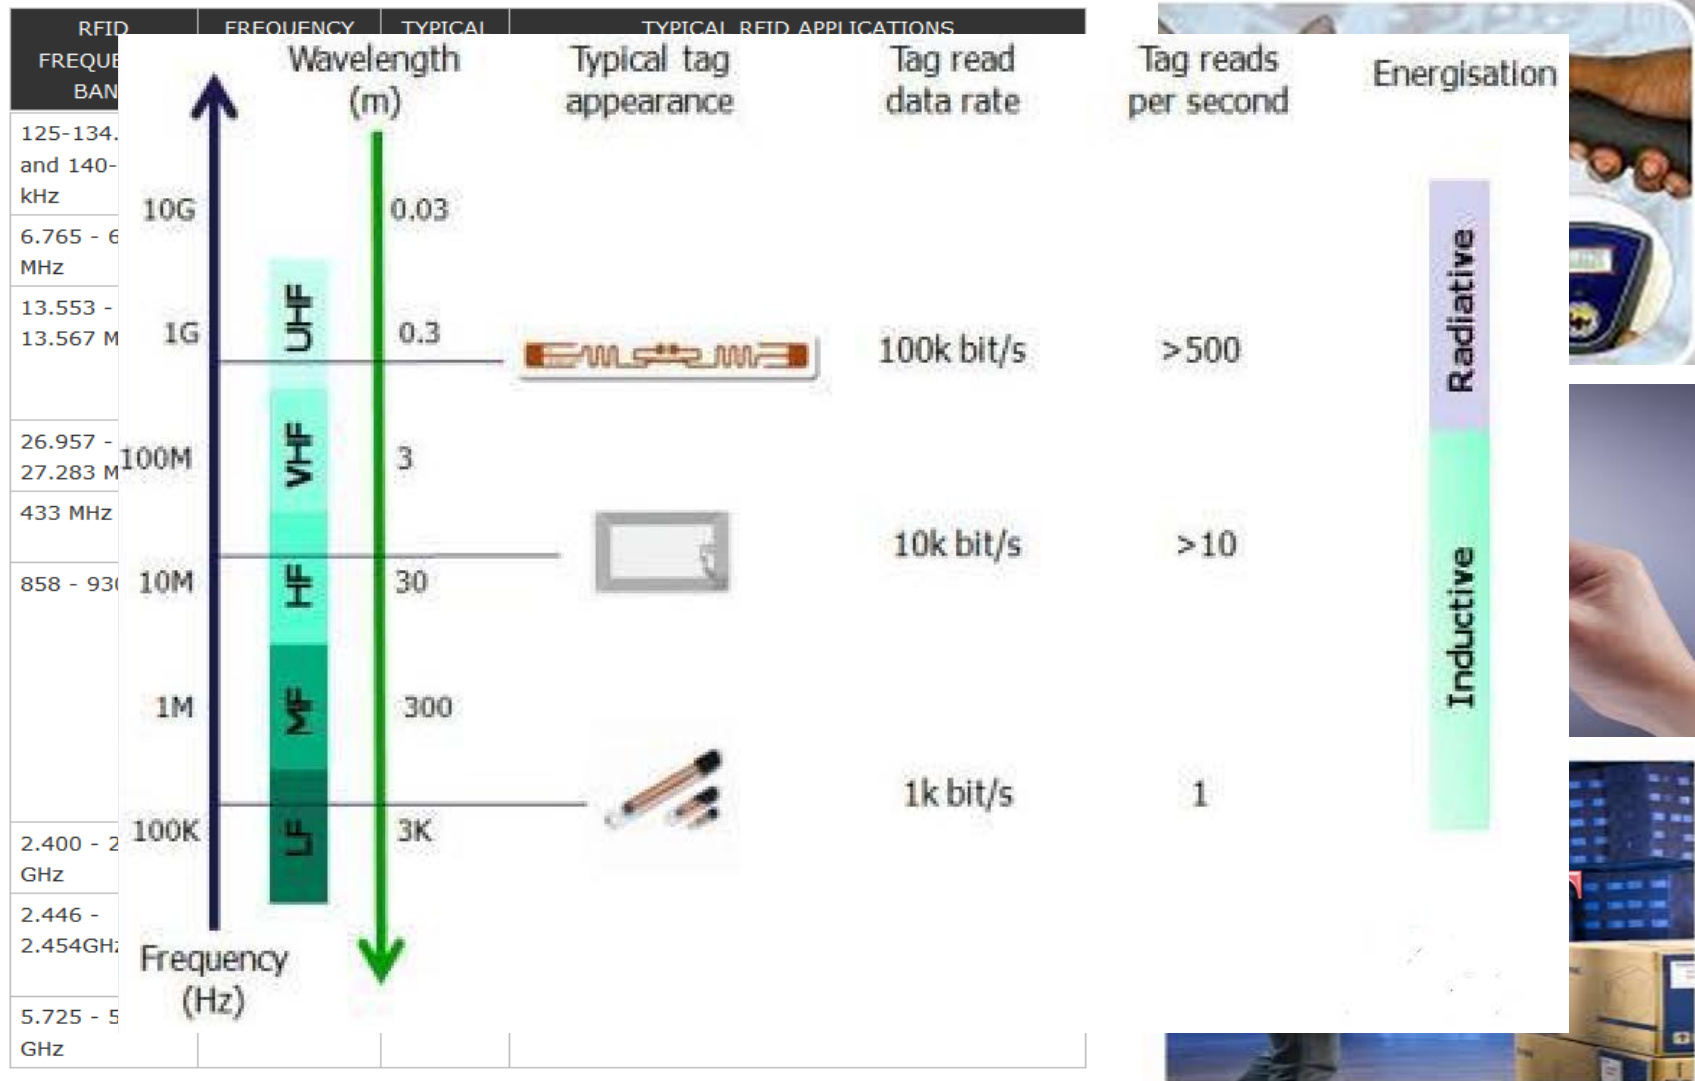 RFID
FREQUENCY
TYPICAL
TYPICAL RFID APPLICATIONS
FREQUE
BAN
125-134.
and 140-
kHz
6.765 - 6
MHz
13.553 -
13.567 M
26.957 -
27.283 M
433 MHz
858 - 930
2.400 - 2
GHz
2.446 -
2.454GHz
5.725 - 5
GHz
Wavelength
(m)
Typical tag
appearance
Tag read
data rate
Tag reads
per second
Energisation
10G
0.03
1G
UHF
0.3
100k bit/s
>500
Radiative
100M
VHF
3
10M
HF
30
10k bit/s
>10
Inductive
1M
MF
300
100K
LF
3K
1k bit/s
1
Frequency
(Hz)